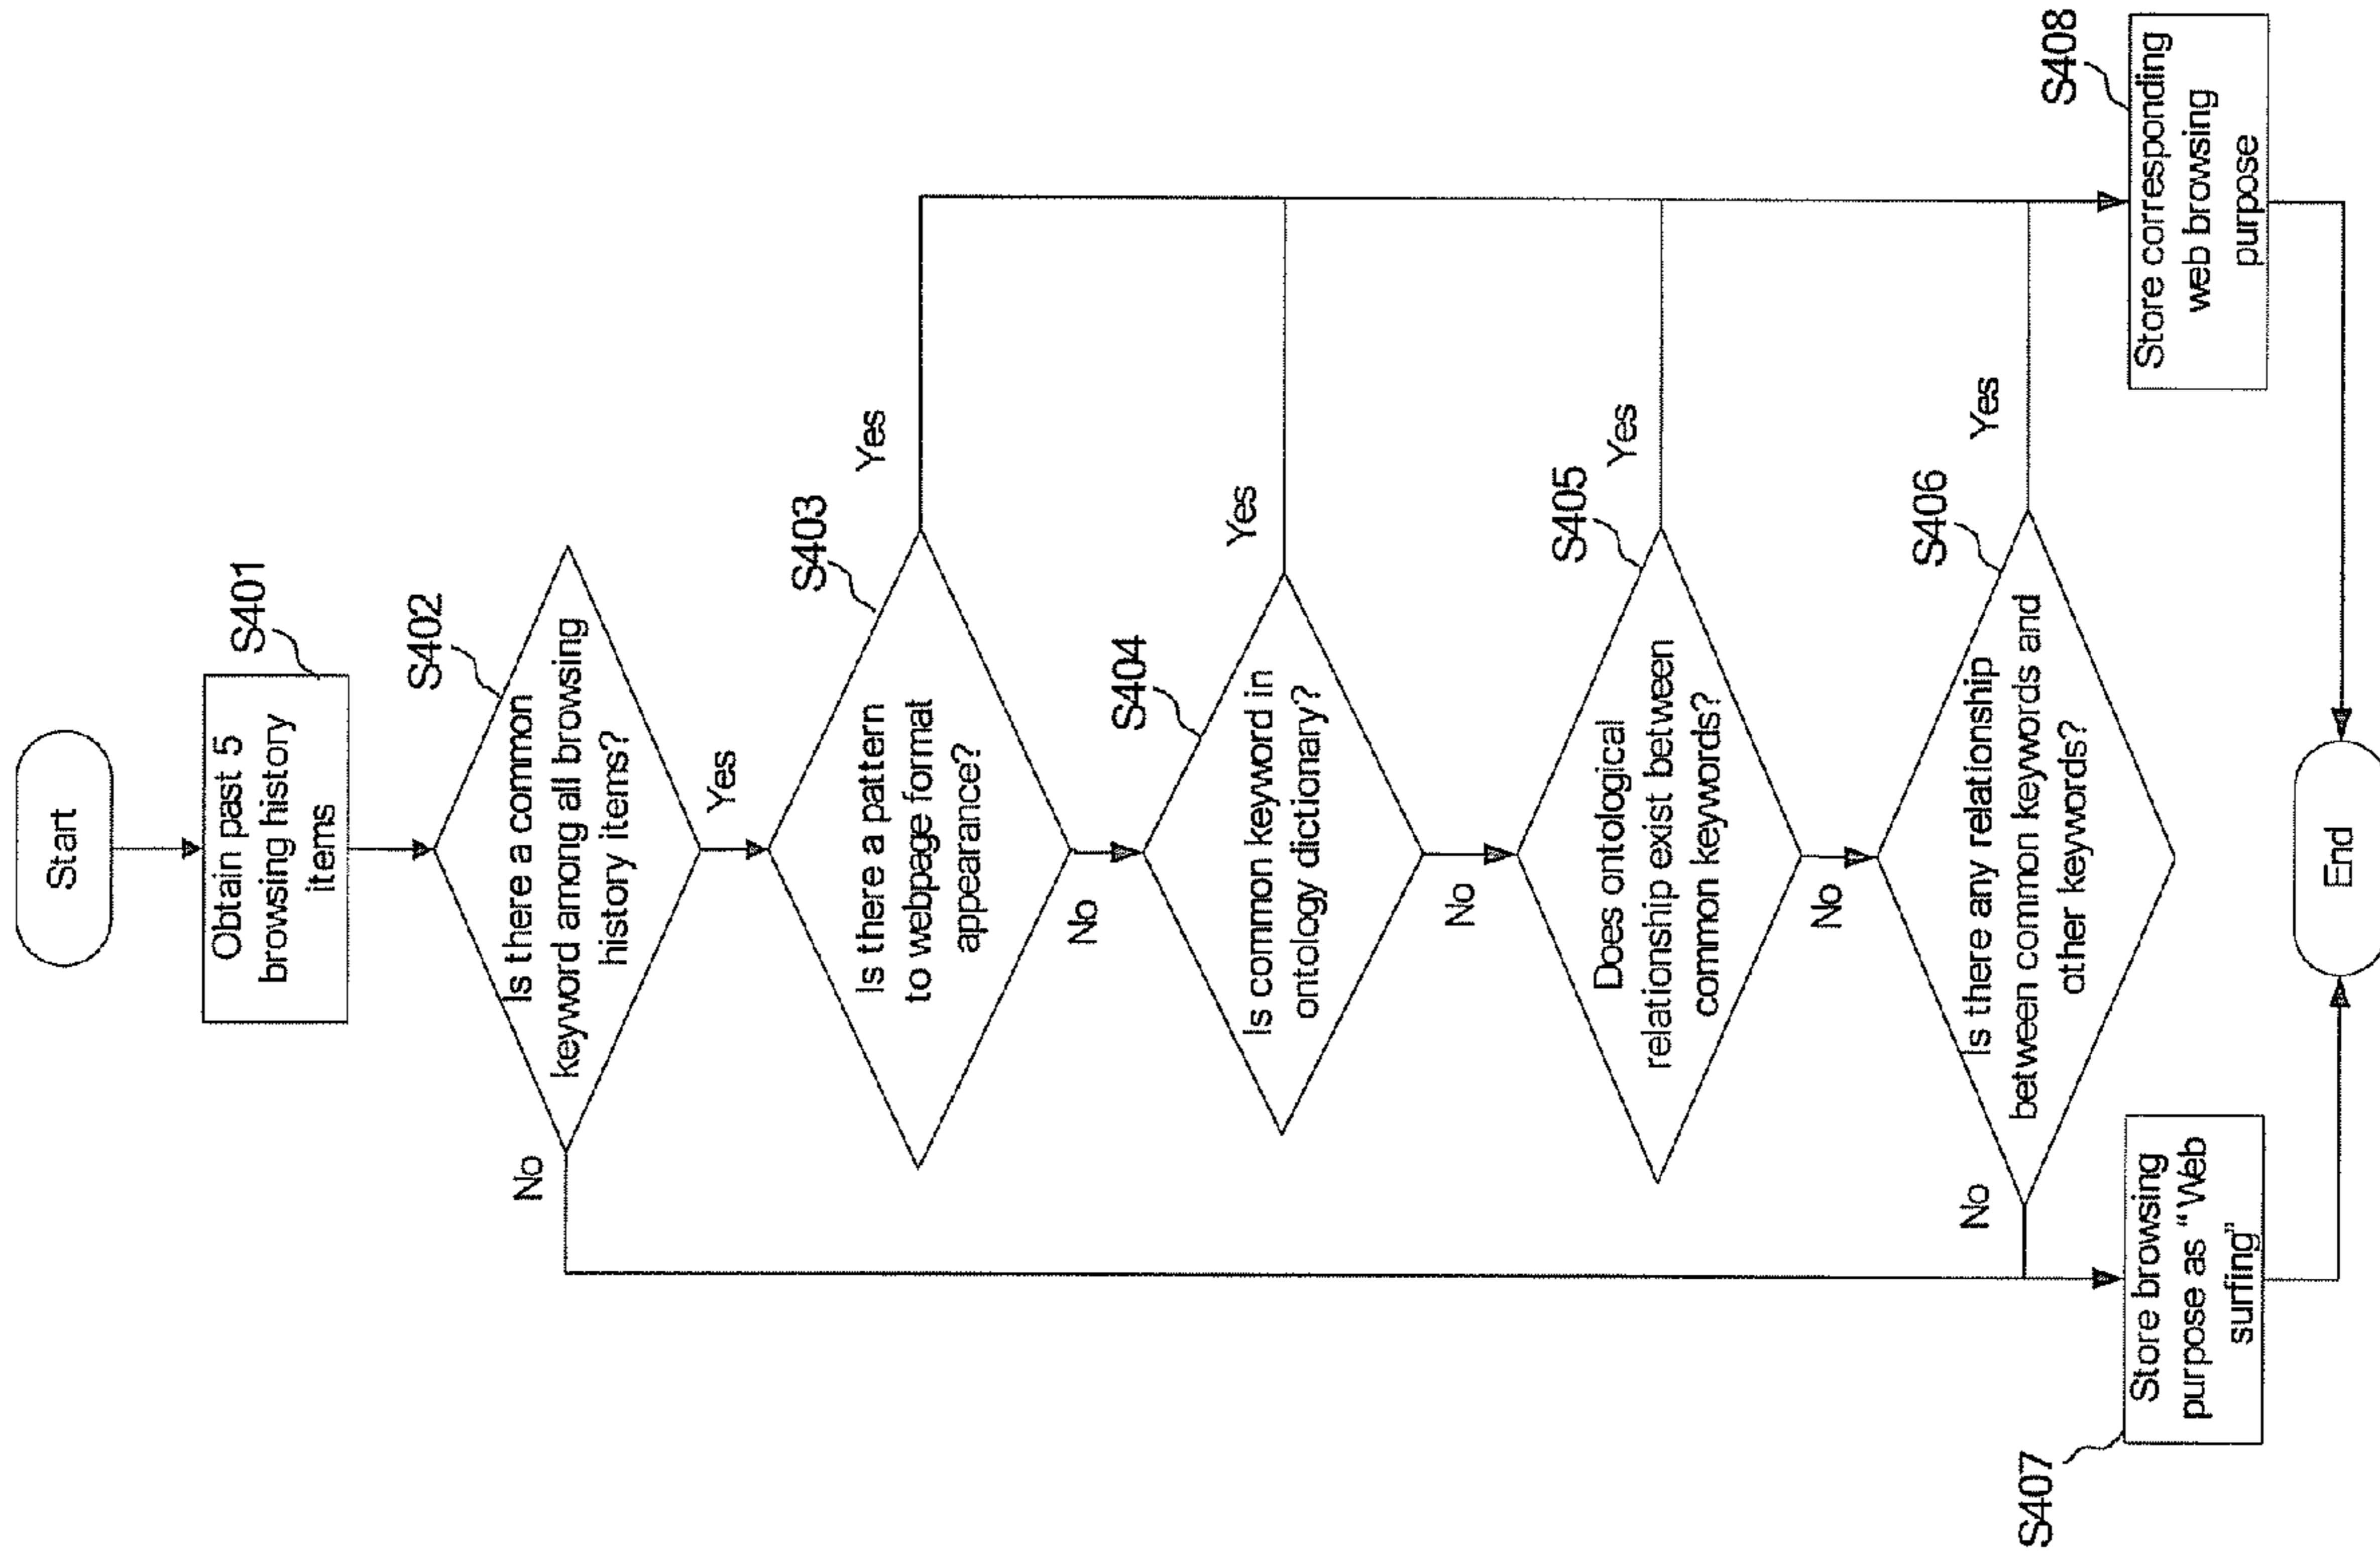 Start
Obtain past 5
browsing history
items
S401
Is there a common
keyword among all browsing
history items?
S402
No
Yes
Is there a pattern
to webpage format
appearance?
S403
Yes
No
Is common keyword in
ontology dictionary?
S404
Yes
No
Does ontological
relationship exist between
common keywords?
S405
Yes
No
Is there any relationship
between common keywords and
other keywords?
S406
No
Yes
S407
Store browsing
purpose as "Web
surfing"
Store corresponding
web browsing
purpose
S408
End